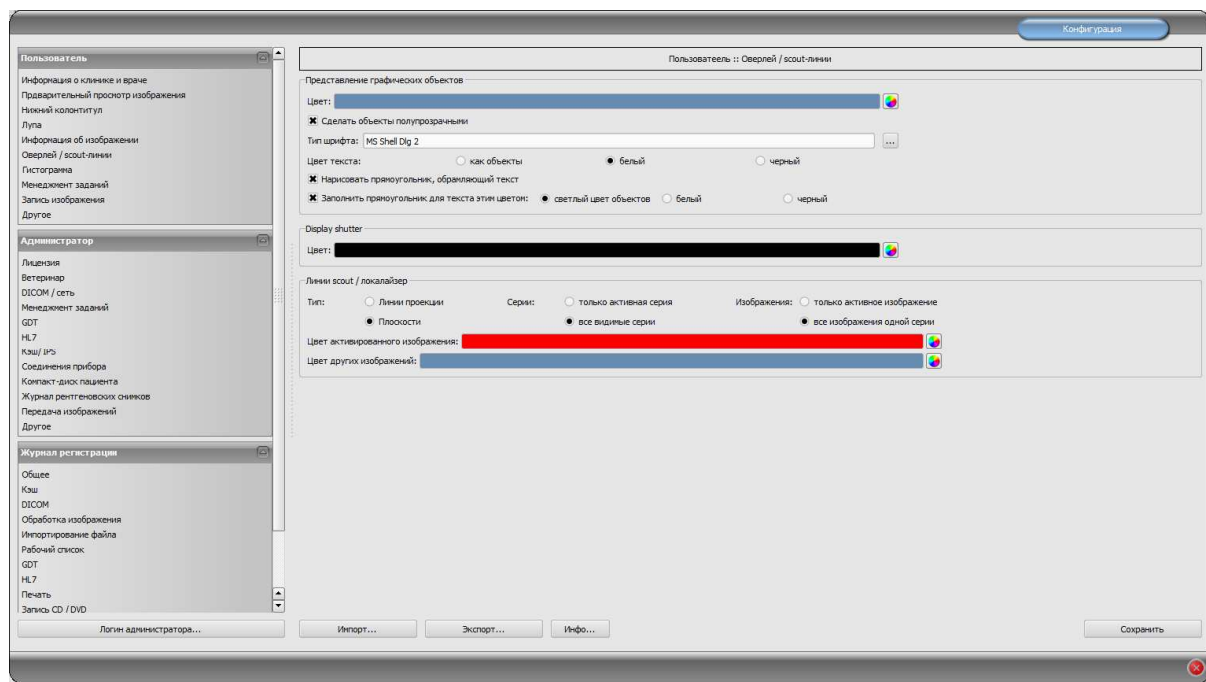 Конфигурация
Пользователь
Информация о клинике и враче
Прдварительный просмотр изображения
Нижний колонтитул
Лупа
Информация об изображении
Оверлей / scout-линии
Гистограмма
Менеджмент заданий
Запись изображения
Другое
Администратор
Лицензия
Ветеринар
DICOM / сеть
Менеджмент заданий
GDT
HL7
Кэш/ IPS
Соединения прибора
Компакт-диск пациента
Журнал рентгеновских снимков
Передача изображений
Другое
Журнал регистрации
Общее
Кэш
DICOM
Обработка изображения
Импортирование файла
Рабочий список
GDT
HL7
Печать
Запись CD / DVD
Логин администратора...
Пользователь :: Оверлей / scout-линии
Представление графических объектов
Цвет:
Сделать объекты полупрозрачными
Тип шрифта: MS Shell Dlg 2 ...
Цвет текста: как объекты белый черный
Нарисовать прямоугольник, обрамляющий текст
Заполнить прямоугольник для текста этим цветом: светлый цвет объектов белый черный
Display shutter
Цвет:
Линии scout / локалайзер
Тип: Линии проекции Серии: только активная серия Изображения: только активное изображение
Плоскости все видимые серии все изображения одной серии
Цвет активированного изображения:
Цвет других изображений:
Импорт... Экспорт... Инфо... Сохранить